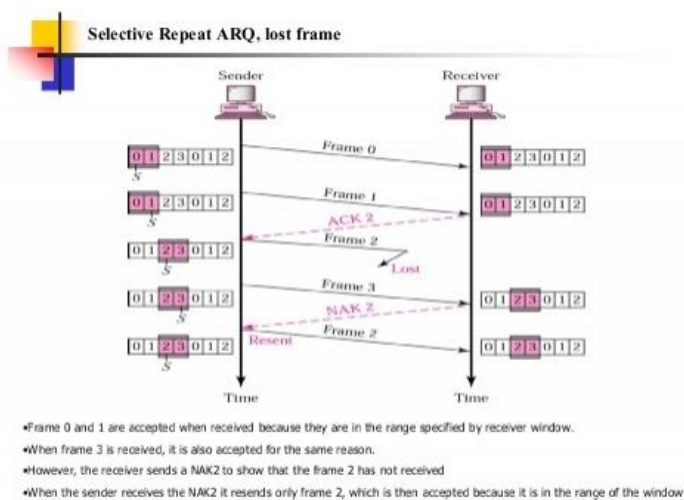 Selective Repeat ARQ, lost frame
Sender
Receiver
Frame 0
0 1 2 3 0 1 2
0 1 2 3 0 1 2
S
Frame 1
0 1 2 3 0 1 2
0 1 2 3 0 1 2
S
ACK 2
Frame 2
0 1 2 3 0 1 2
S
Lost
Frame 3
0 1 2 3 0 1 2
0 1 2 3 0 1 2
S
NAK 2
Resent
Frame 2
0 1 2 3 0 1 2
0 1 2 3 0 1 2
S
Time
Time
•Frame 0 and 1 are accepted when received because they are in the range specified by receiver window.
•When frame 3 is received, it is also accepted for the same reason.
•However, the receiver sends a NAK2 to show that the frame 2 has not received
•When the sender receives the NAK2 it resends only frame 2, which is then accepted because it is in the range of the window